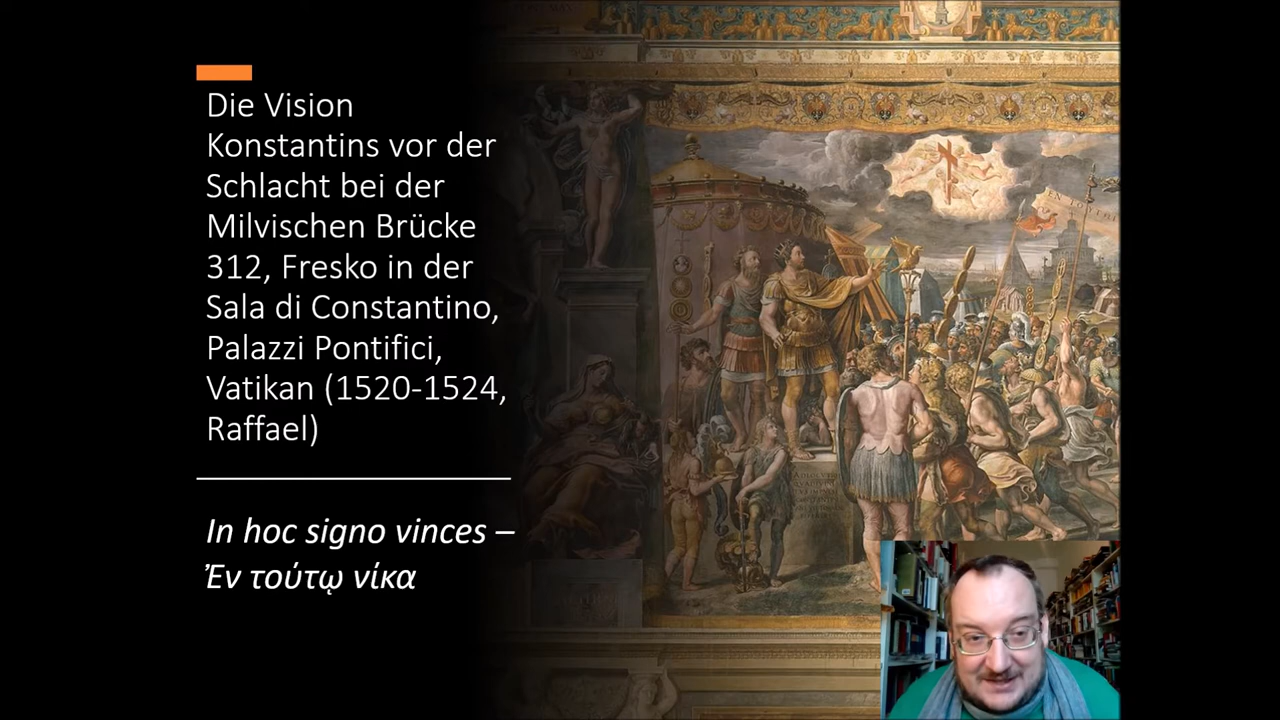 Die Vision
Konstantins vor der
Schlacht bei der
Milvischen Brücke
312, Fresko in der
Sala di Constantino,
Palazzi Pontifici,
Vatikan (1520-1524,
Raffael)
In hoc signo vinces –
Ἐν τούτῳ νίκα